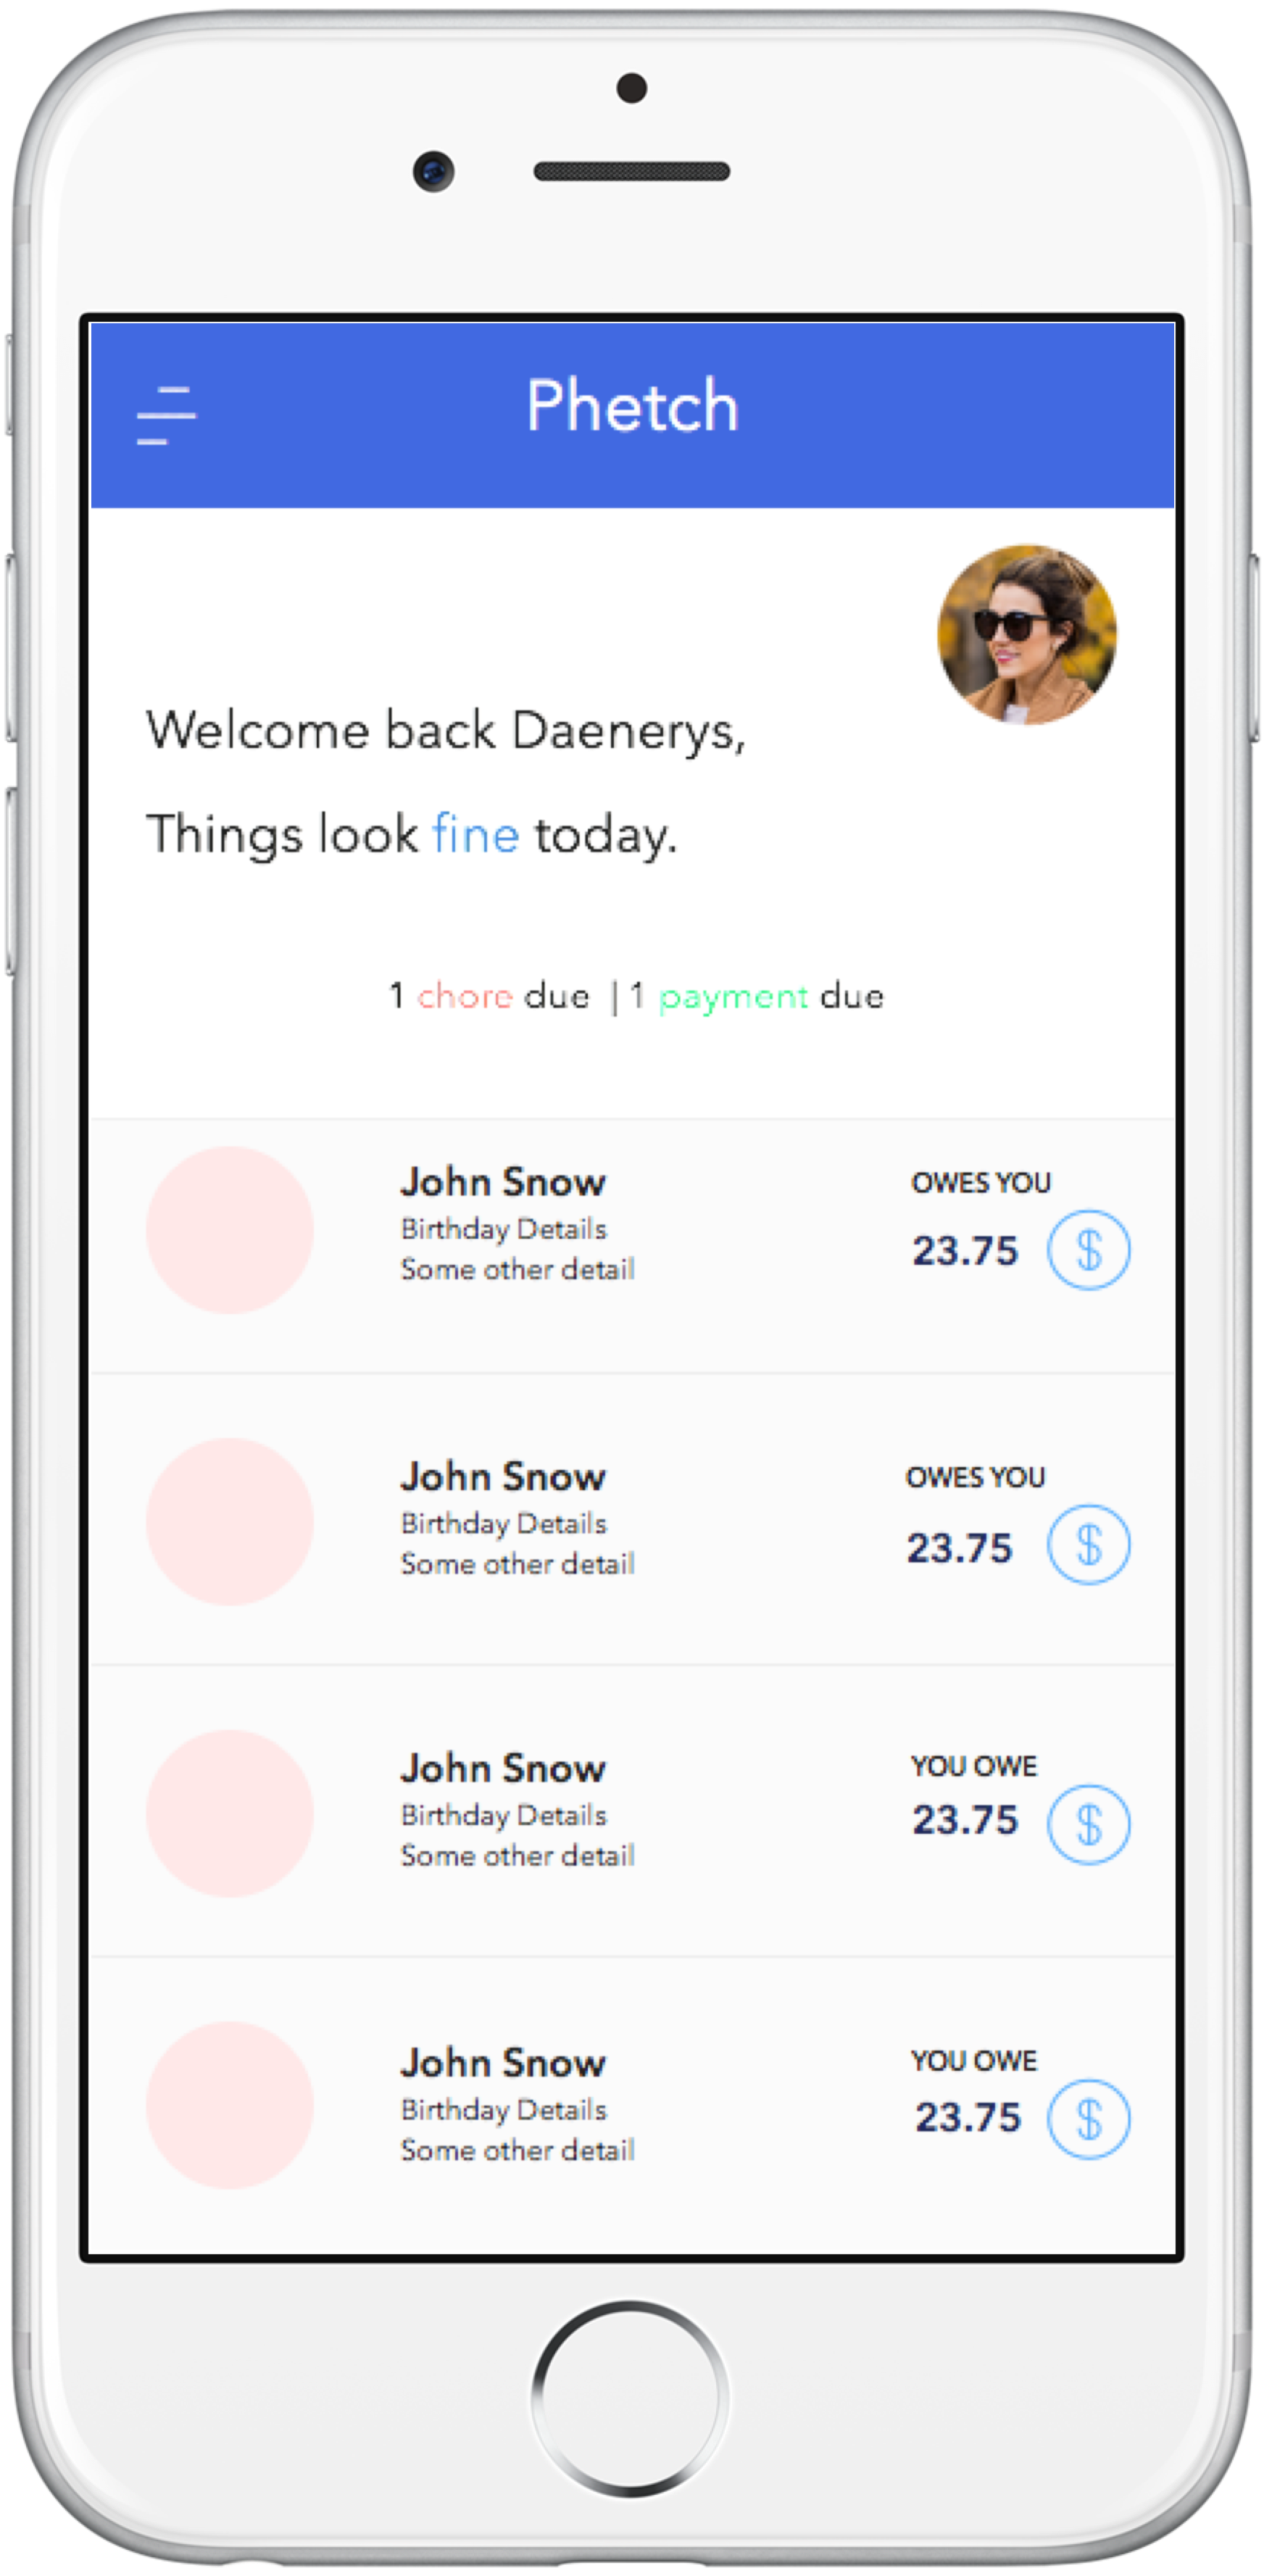 Phetch
Welcome back Daenerys,
Things look fine today.
1 chore due | 1 payment due
John Snow
Birthday Details
Some other detail
OWES YOU
23.75 $
John Snow
Birthday Details
Some other detail
OWES YOU
23.75 $
John Snow
Birthday Details
Some other detail
YOU OWE
23.75 $
John Snow
Birthday Details
Some other detail
YOU OWE
23.75 $